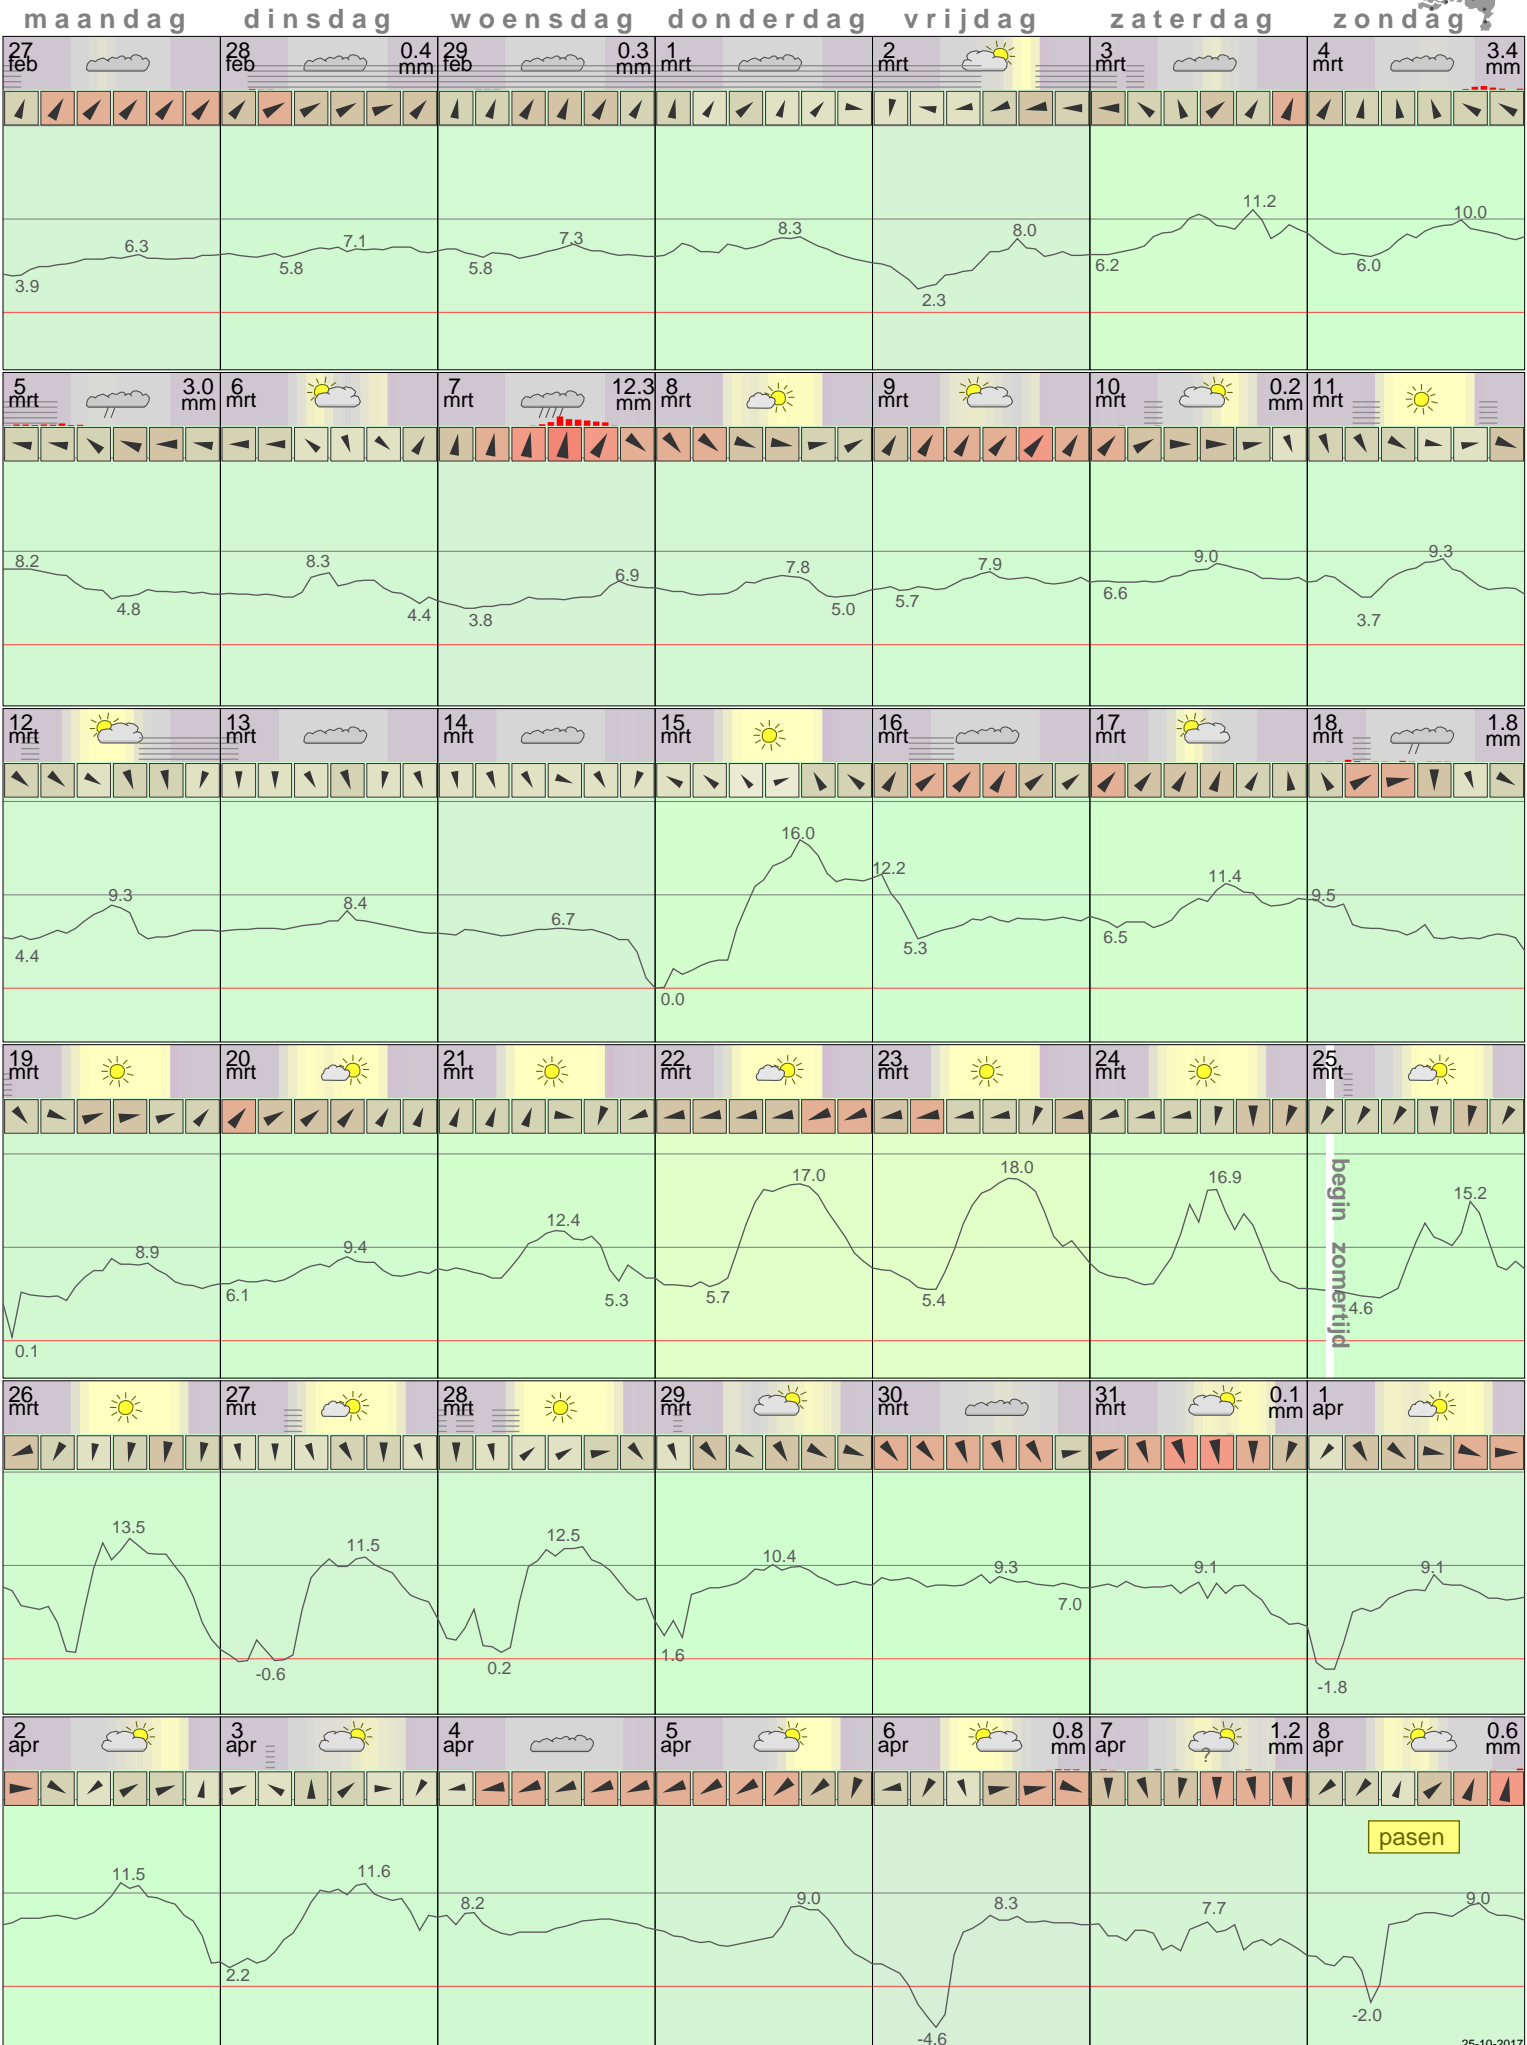 maandag dinsdag woensdag donderdag vrijdag zaterdag zondag
27 28 0.4 29 0.3 1 2 3 4 3.4
feb feb mm feb mm mrt mrt mrt mrt mm
3.9 6.3 5.8 7.1 5.8 7.3 8.3 2.3 8.0 6.2 11.2 6.0 10.0
5 3.0 6 7 12.3 8 9 10 0.2 11
mrt mm mrt mrt mm mrt mrt mrt mm mrt
8.2 4.8 8.3 4.4 3.8 6.9 7.8 5.0 5.7 7.9 6.6 9.0 3.7 9.3
12 13 14 15 16 17 18 1.8
mrt mrt mrt mrt mrt mrt mrt mm
4.4 9.3 8.4 6.7 0.0 16.0 12.2 5.3 6.5 11.4 9.5
19 20 21 22 23 24 25
mrt mrt mrt mrt mrt mrt mrt
0.1 8.9 6.1 9.4 12.4 5.3 5.7 17.0 5.4 18.0 16.9 4.6 15.2
begin zomertijd
26 27 28 29 30 31 0.1 1
mrt mrt mrt mrt mrt mrt mm apr
13.5 -0.6 11.5 0.2 12.5 1.6 10.4 9.3 7.0 9.1 -1.8 9.1
2 3 4 5 6 0.8 7 1.2 8 0.6
apr apr apr apr apr mm apr ? mm apr mm
pasen
11.5 2.2 11.6 8.2 9.0 -4.6 8.3 7.7 -2.0 9.0
25-10-2017